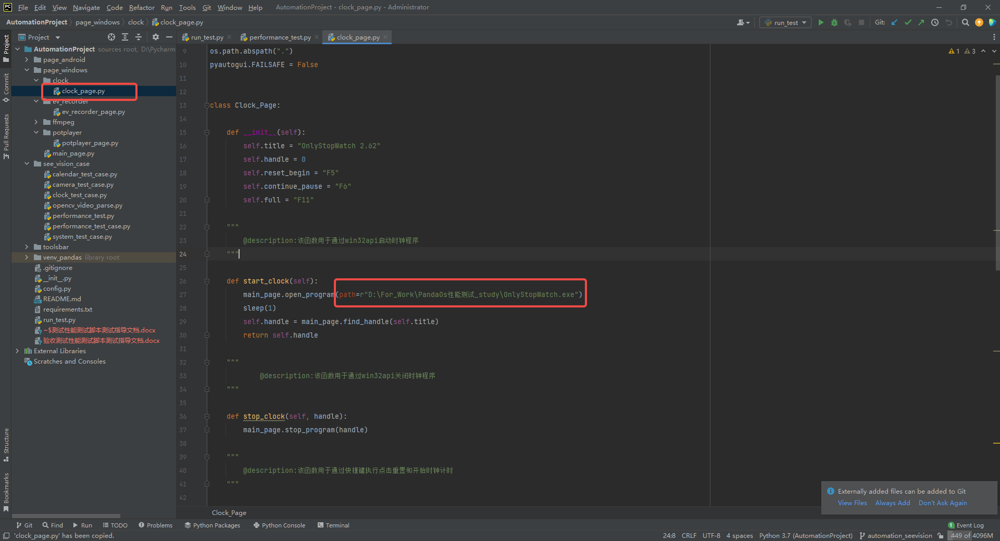 File Edit View Navigate Code Refactor Run Tools Git Window Help AutomationProject - clock_page.py - Administrator
AutomationProject page_windows clock clock_page.py run_test Git:
Project run_test.py performance_test.py clock_page.py
Project
Commit
Pull Requests
Structure
Bookmarks
AutomationProject sources root, D:\Pycharm
page_android
page_windows
clock
clock_page.py
ev_recorder
ev_recorder_page.py
ffmpeg
potplayer
potplayer_page.py
main_page.py
see_vision_case
calendar_test_case.py
camera_test_case.py
clock_test_case.py
opencv_video_parse.py
performance_test.py
performance_test_case.py
system_test_case.py
toolsbar
venv_pandas library root
.gitignore
__init__.py
config.py
README.md
requirements.txt
run_test.py
~$测试性能测试脚本测试指导文档.docx
验收测试性能测试脚本测试指导文档.docx
External Libraries
Scratches and Consoles
1 3
9 os.path.abspath(".")
10 pyautogui.FAILSAFE = False
11
12
13 class Clock_Page:
14
15 def __init__(self):
16 self.title = "OnlyStopWatch 2.62"
17 self.handle = 0
18 self.reset_begin = "F5"
19 self.continue_pause = "F6"
20 self.full = "F11"
21
22 """
23 @description:该函数用于通过win32api启动时钟程序
24 """
25
26 def start_clock(self):
27 main_page.open_program(path=r"D:\For_Work\PandaOs性能测试_study\OnlyStopWatch.exe")
28 sleep(1)
29 self.handle = main_page.find_handle(self.title)
30 return self.handle
31
32 """
33 @description:该函数用于通过win32api关闭时钟程序
34 """
35
36 def stop_clock(self, handle):
37 main_page.stop_program(handle)
38
39 """
40 @description:该函数用于通过快捷键执行点击重置和开始时钟计时
41 """
42
Clock_Page
Externally added files can be added to Git
View Files Always Add Don't Ask Again
Git Find Run TODO Problems Python Packages Python Console Terminal 1 Event Log
'clock_page.py' has been copied. 24:8 CRLF UTF-8 4 spaces Python 3.7 (AutomationProject) automation_seevision 449 of 4096M